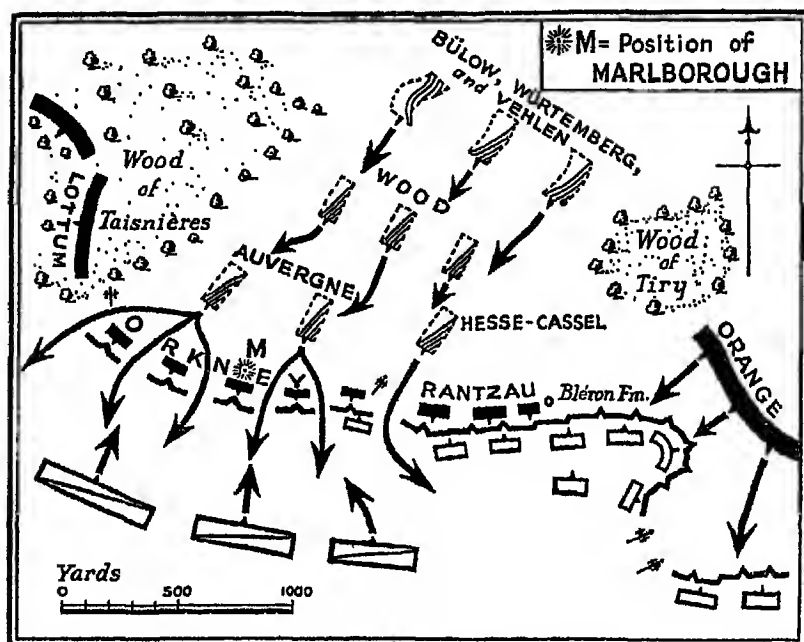 M = Position of
MARLBOROUGH
BÜLOW, WÜRTEMBERG,
and VEHLEN
Wood
of
Taisnières
LOTTUM
WOOD
AUVERGNE
Wood
of
Tiry
HESSE-CASSEL
ORANGE
ORKNEY
M
RANTZAU
Bléron Fm.
Yards
0 500 1000